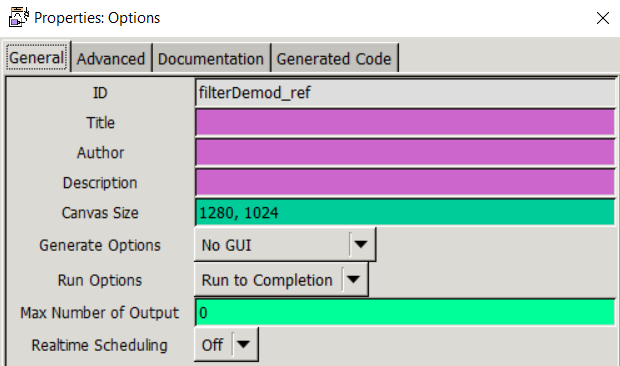 Properties: Options
General Advanced Documentation Generated Code
ID filterDemod_ref
Title
Author
Description
Canvas Size 1280, 1024
Generate Options No GUI
Run Options Run to Completion
Max Number of Output 0
Realtime Scheduling Off